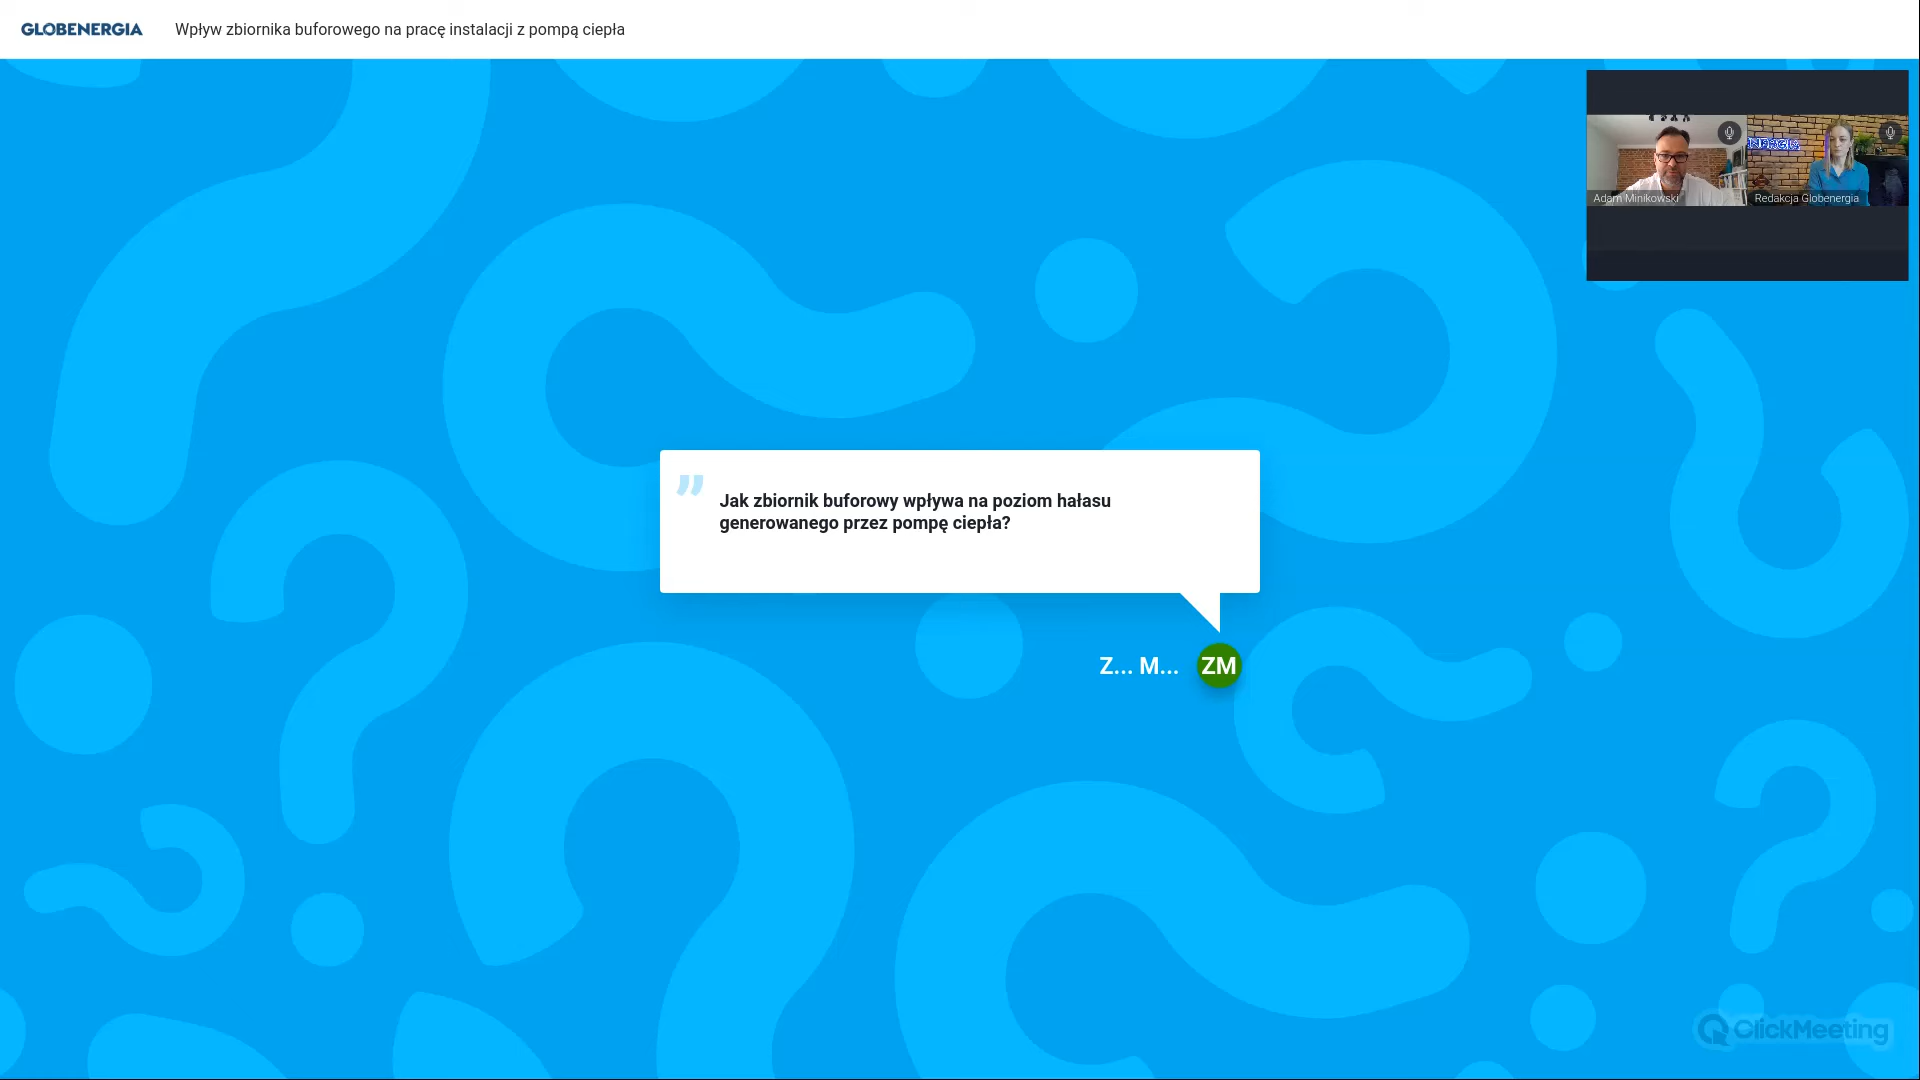 GLOBENERGIA
Wpływ zbiornika buforowego na pracę instalacji z pompą ciepła
NERGIA
Adam Minikowski
Redakcja Globenergia
Jak zbiornik buforowy wpływa na poziom hałasu
generowanego przez pompę ciepła?
Z... M...
ZM
ClickMeeting